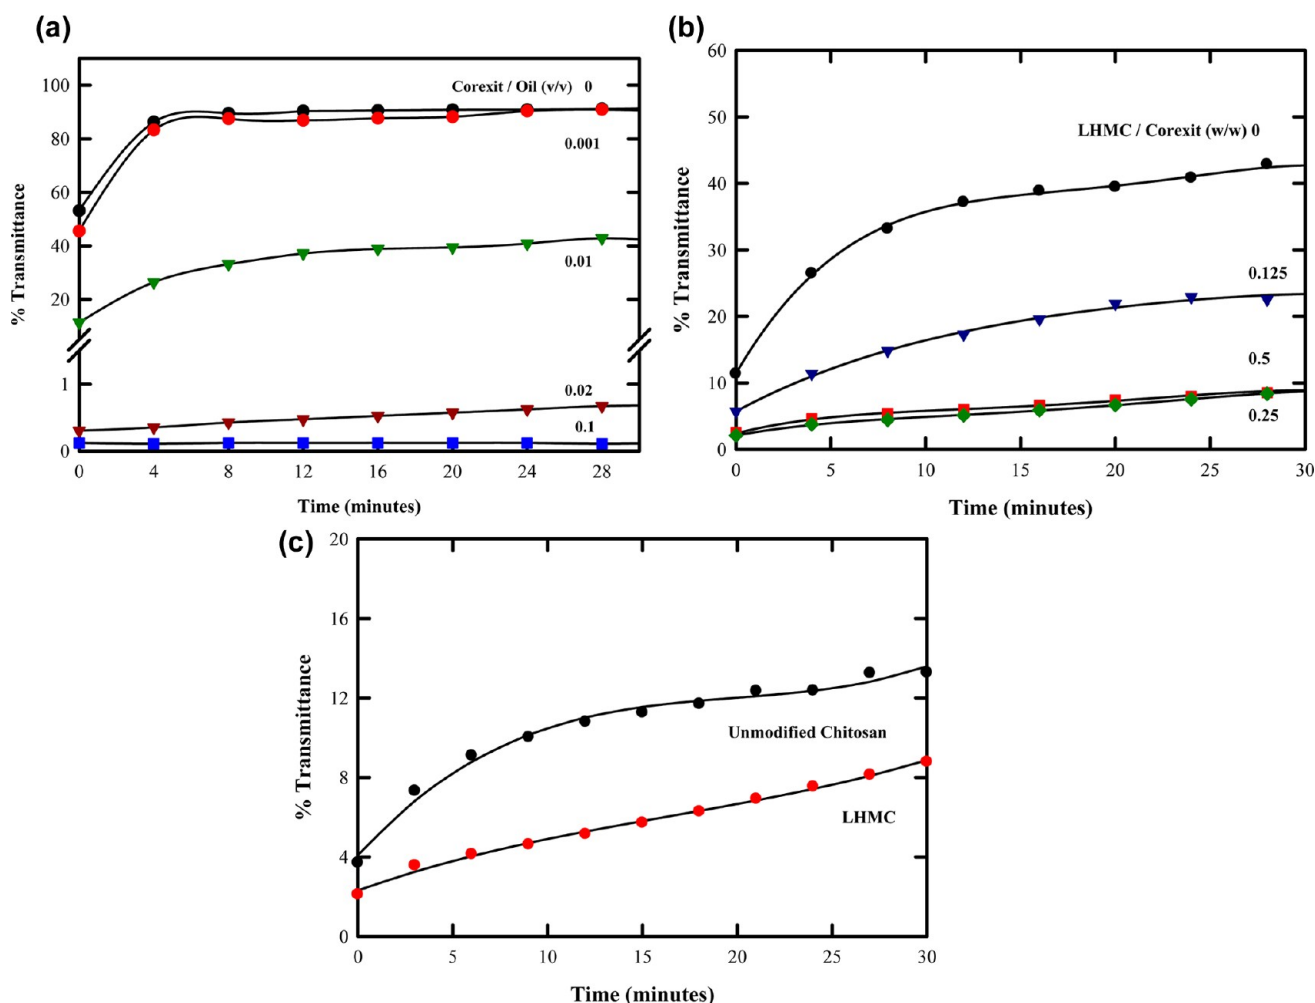 (a)
100
80
60
40
20
1
0
% Transmittance
Corexit / Oil (v/v) 0
0.001
0.01
0.02
0.1
0 4 8 12 16 20 24 28
Time (minutes)
(b)
60
50
40
30
20
10
0
% Transmittance
LHMC / Corexit (w/w) 0
0.125
0.5
0.25
0 5 10 15 20 25 30
Time (minutes)
(c)
20
16
12
8
4
0
% Transmittance
Unmodified Chitosan
LHMC
0 5 10 15 20 25 30
Time (minutes)